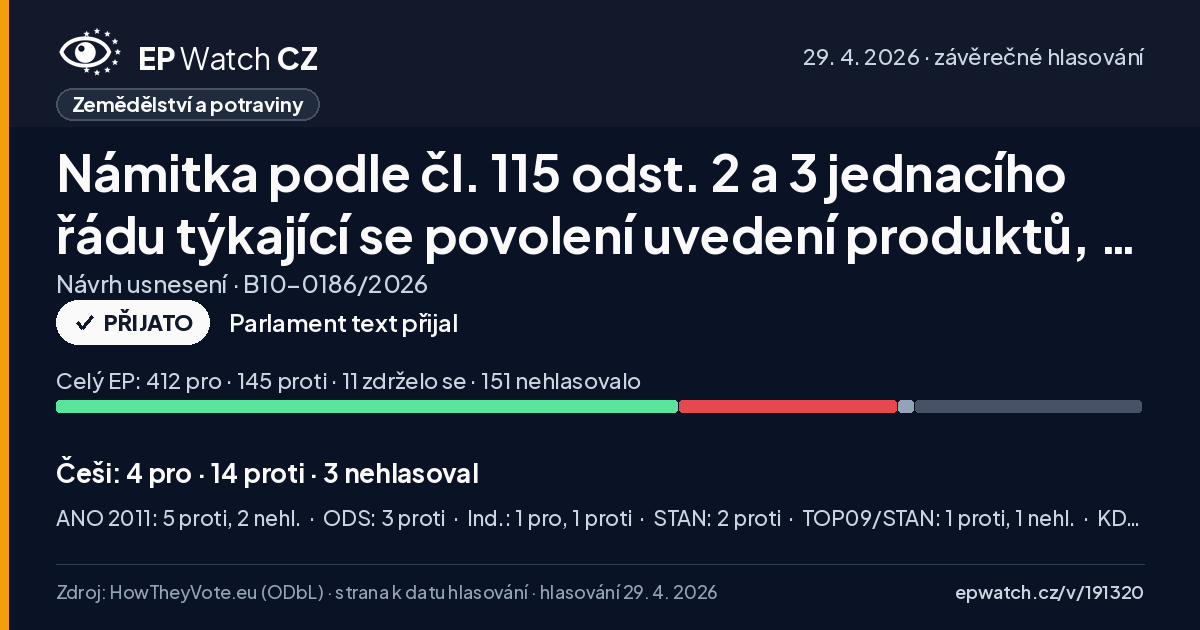 EP Watch CZ
29. 4. 2026 · závěrečné hlasování
Zemědělství a potraviny
Námitka podle čl. 115 odst. 2 a 3 jednacího
řádu týkající se povolení uvedení produktů, …
Návrh usnesení · B10–0186/2026
✓ PŘIJATO Parlament text přijal
Celý EP: 412 pro · 145 proti · 11 zdrželo se · 151 nehlasovalo
Češi: 4 pro · 14 proti · 3 nehlasoval
ANO 2011: 5 proti, 2 nehl. · ODS: 3 proti · Ind.: 1 pro, 1 proti · STAN: 2 proti · TOP09/STAN: 1 proti, 1 nehl. · KD…
Zdroj: HowTheyVote.eu (ODbL) · strana k datu hlasování · hlasování 29. 4. 2026
epwatch.cz/v/191320